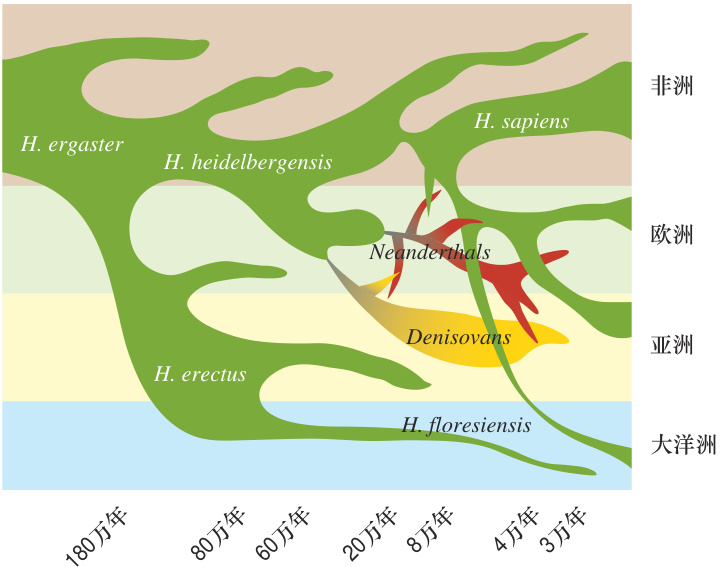 非洲
H. sapiens
H. ergaster
H. heidelbergensis
欧洲
Neanderthals
Denisovans
亚洲
H. erectus
H. floresiensis
大洋洲
180万年
80万年
60万年
20万年
8万年
4万年
3万年